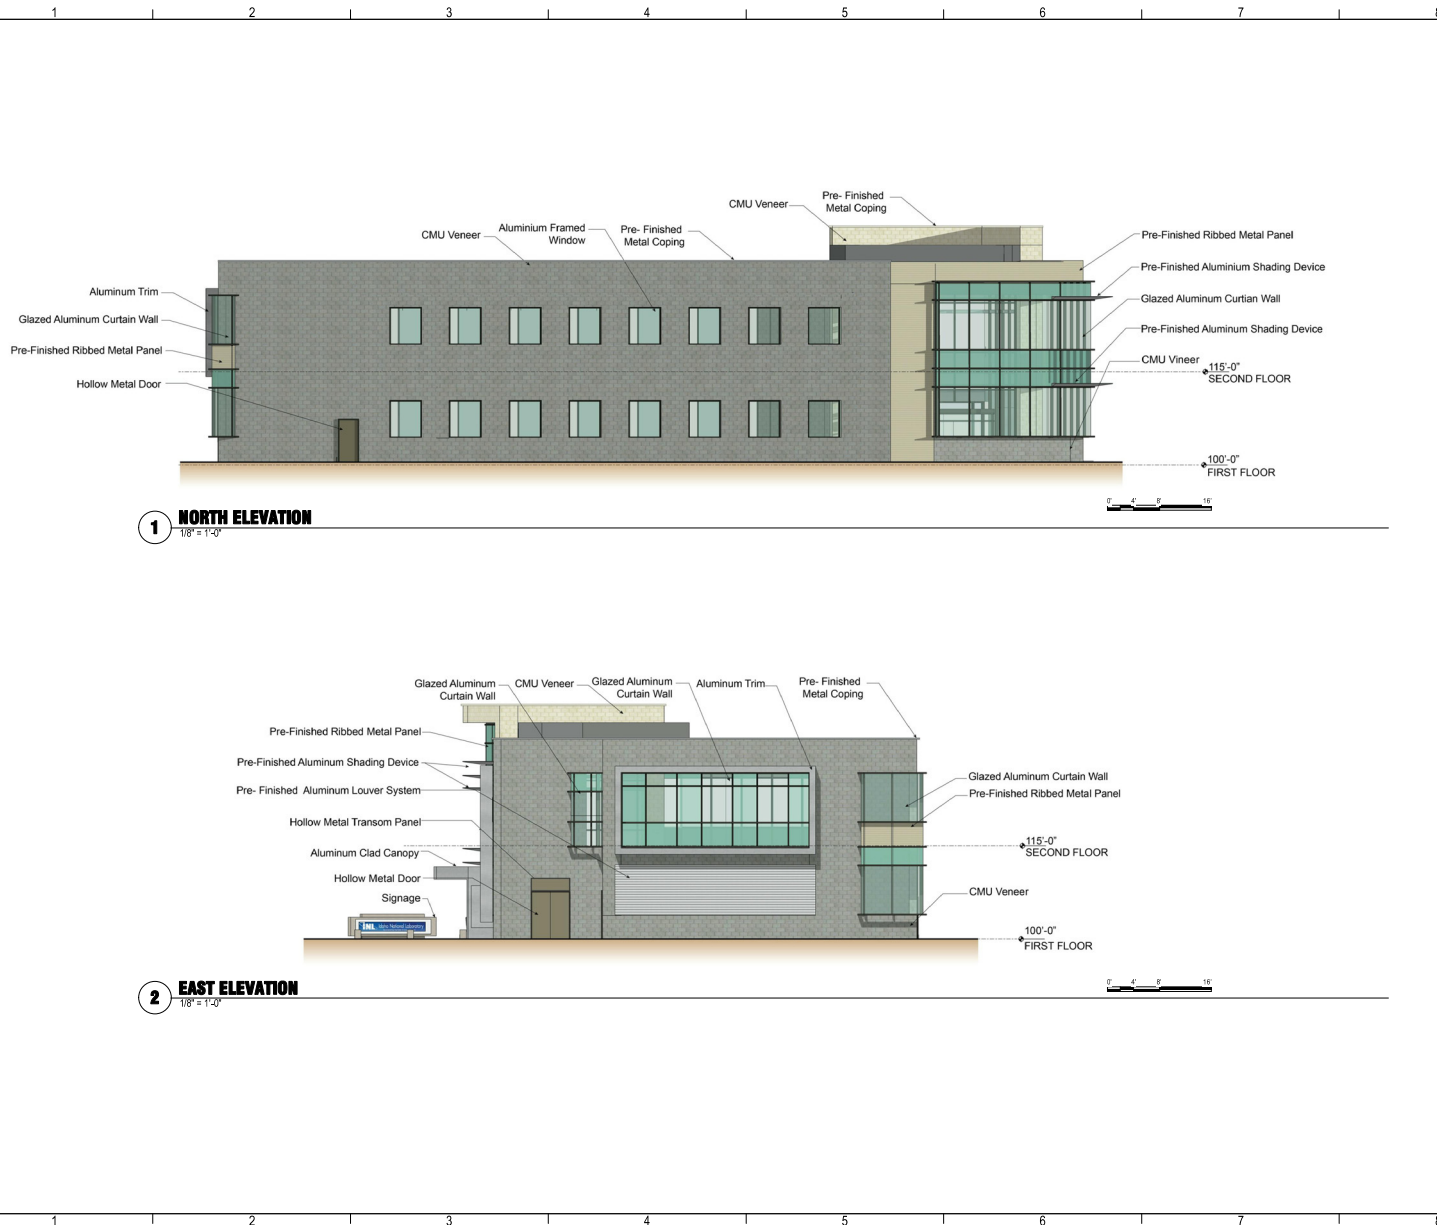 1 2 3 4 5 6 7 8
Pre- Finished
Metal Coping
CMU Veneer
Aluminium Framed
Window
Pre- Finished
Metal Coping
CMU Veneer
Pre-Finished Ribbed Metal Panel
Pre-Finished Aluminium Shading Device
Aluminum Trim
Glazed Aluminum Curtian Wall
Glazed Aluminum Curtain Wall
Pre-Finished Aluminum Shading Device
Pre-Finished Ribbed Metal Panel
CMU Vineer
115'-0"
SECOND FLOOR
Hollow Metal Door
100'-0"
FIRST FLOOR
0' 4' 8' 16'
1 NORTH ELEVATION
1/8" = 1'-0"
Glazed Aluminum
Curtain Wall
CMU Veneer
Glazed Aluminum
Curtain Wall
Aluminum Trim
Pre- Finished
Metal Coping
Pre-Finished Ribbed Metal Panel
Pre-Finished Aluminum Shading Device
Pre- Finished Aluminum Louver System
Glazed Aluminum Curtain Wall
Pre-Finished Ribbed Metal Panel
Hollow Metal Transom Panel
115'-0"
SECOND FLOOR
Aluminum Clad Canopy
Hollow Metal Door
CMU Veneer
Signage
INL Idaho National Laboratory
100'-0"
FIRST FLOOR
0' 4' 8' 16'
2 EAST ELEVATION
1/8" = 1'-0"
1 2 3 4 5 6 7 8